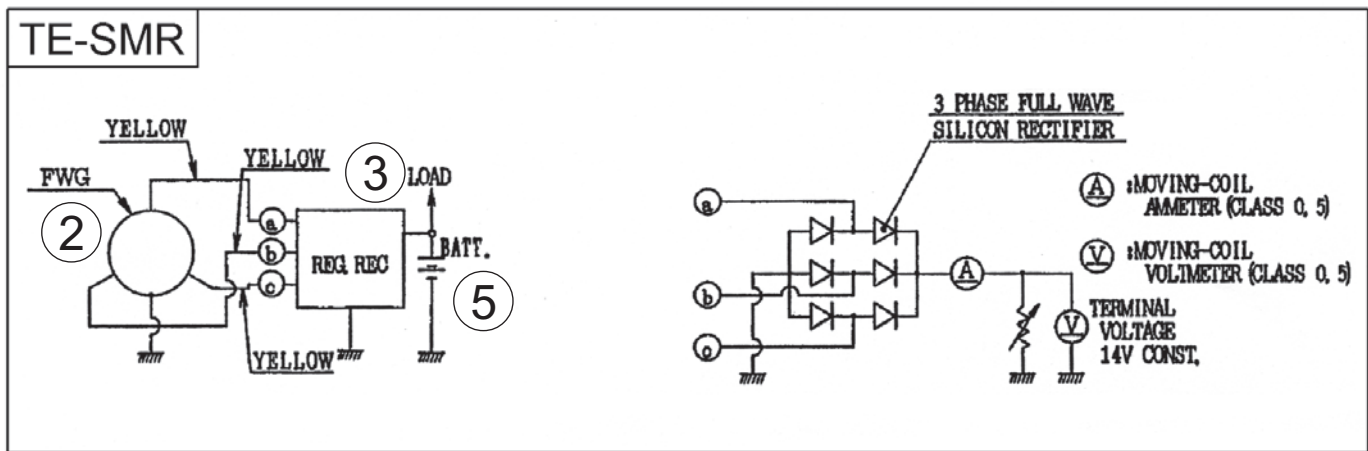 TE-SMR
YELLOW
FWG
2
YELLOW
3
LOAD
a
b
c
REG. REC
BATT.
5
YELLOW
3 PHASE FULL WAVE
SILICON RECTIFIER
a
b
c
A
V
A :MOVING-COIL
AMMETER (CLASS 0, 5)
V :MOVING-COIL
VOLTMETER (CLASS 0, 5)
TERMINAL
VOLTAGE
14V CONST,